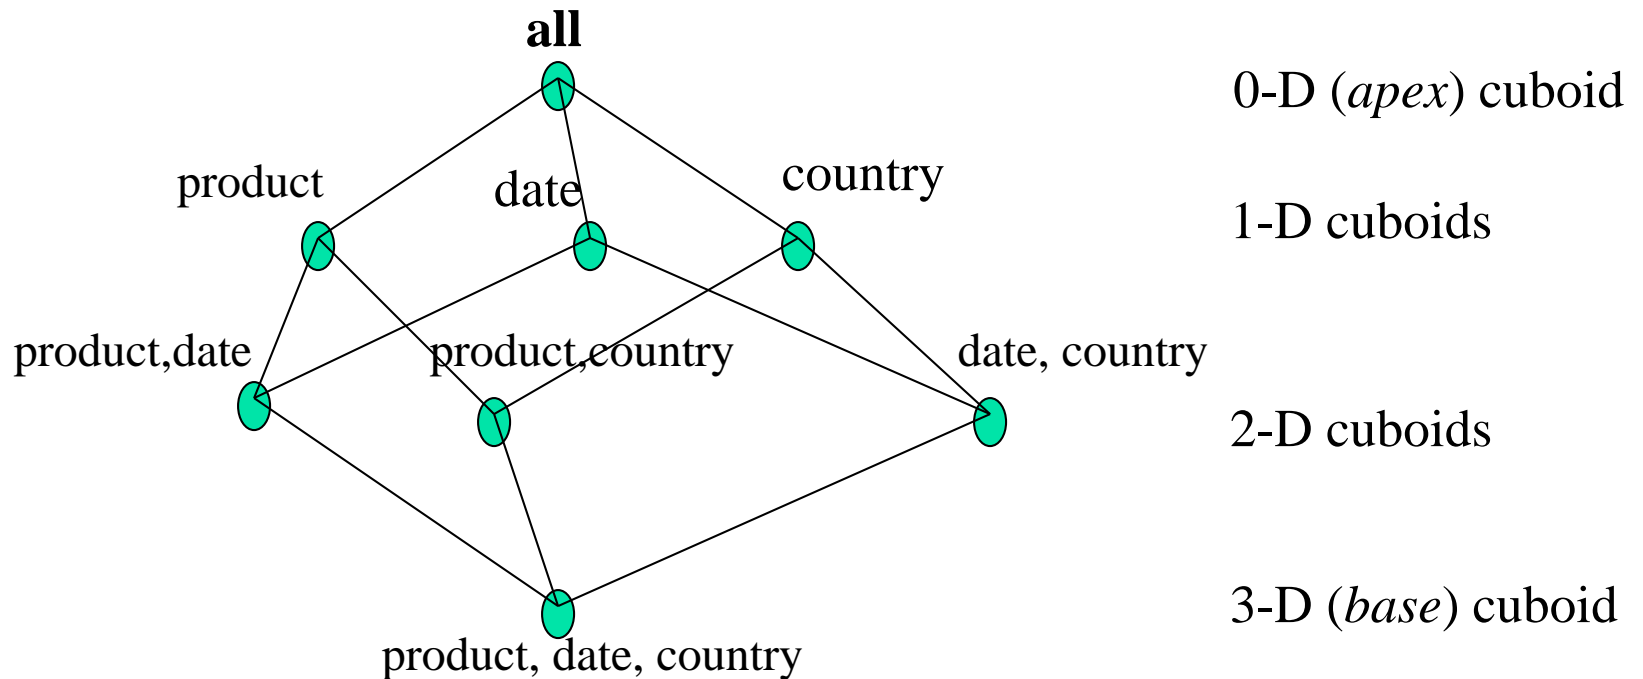 all
0-D (apex) cuboid
product
date
country
1-D cuboids
product,date
product,country
date, country
2-D cuboids
3-D (base) cuboid
product, date, country